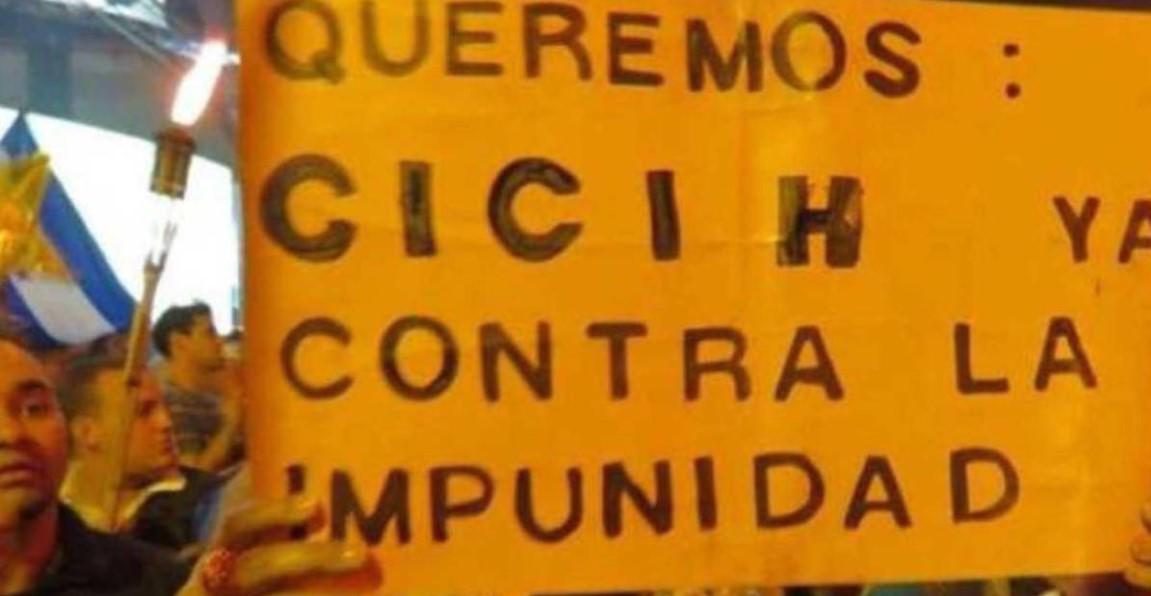 QUEREMOS :
CICIH YA
CONTRA LA
IMPUNIDAD